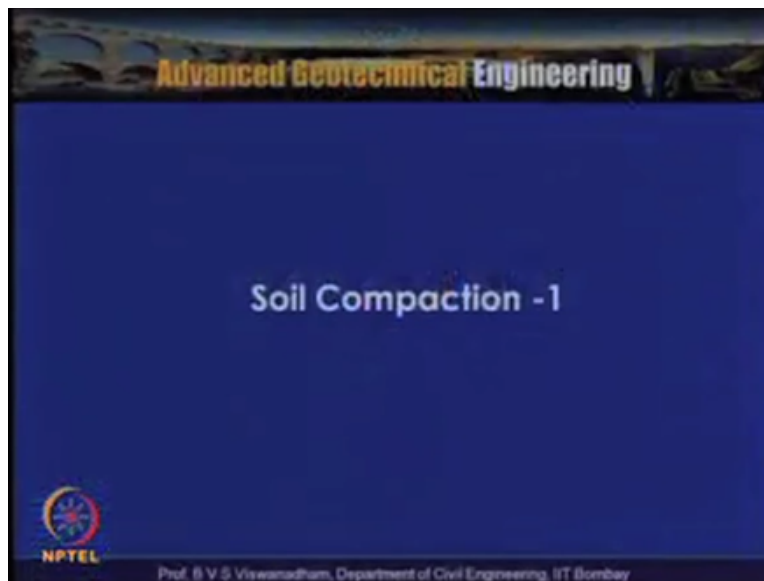 Advanced Geotechnical Engineering
Soil Compaction -1
NPTEL
Prof. B V S Viswanadham, Department of Civil Engineering, IIT Bombay